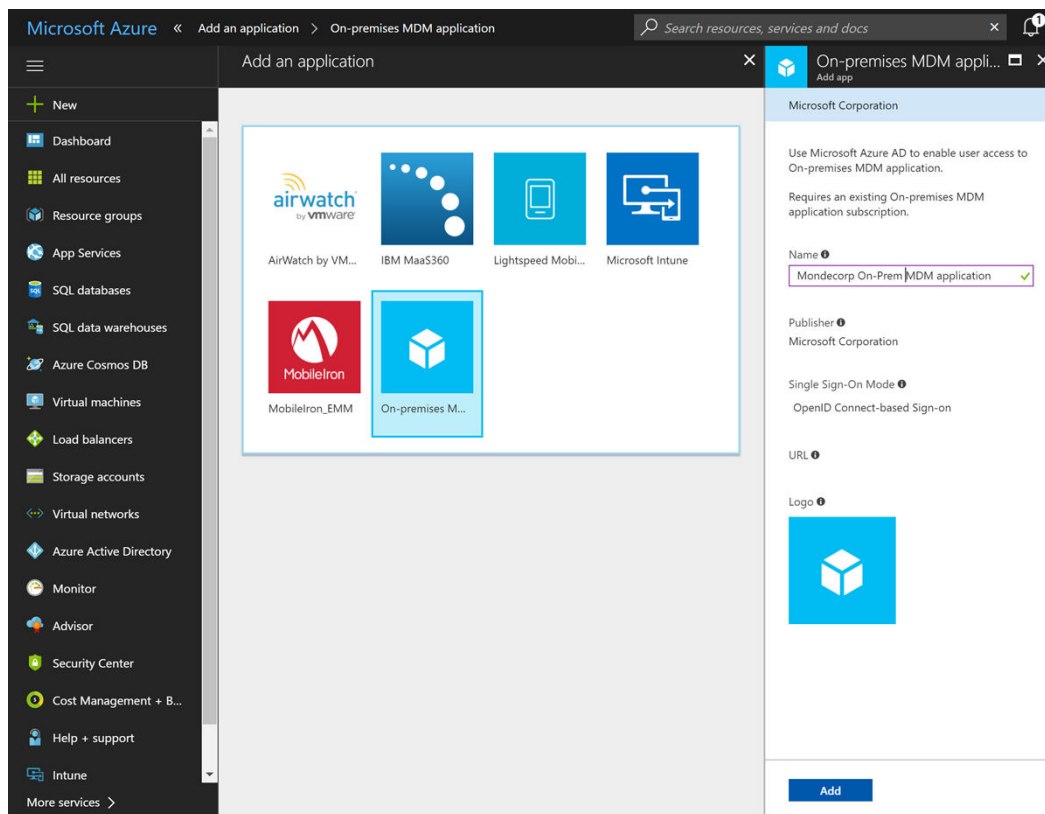 Microsoft Azure « Add an application > On-premises MDM application
Search resources, services and docs
1
Add an application
On-premises MDM appli...
Add app
New
Dashboard
All resources
Resource groups
App Services
SQL databases
SQL data warehouses
Azure Cosmos DB
Virtual machines
Load balancers
Storage accounts
Virtual networks
Azure Active Directory
Monitor
Advisor
Security Center
Cost Management + B...
Help + support
Intune
More services >
airwatch
by vmware
AirWatch by VM...
IBM MaaS360
Lightspeed Mobi...
Microsoft Intune
MobileIron
MobileIron_EMM
On-premises M...
Microsoft Corporation
Use Microsoft Azure AD to enable user access to
On-premises MDM application.
Requires an existing On-premises MDM
application subscription.
Name
Mondecorp On-Prem MDM application
Publisher
Microsoft Corporation
Single Sign-On Mode
OpenID Connect-based Sign-on
URL
Logo
Add